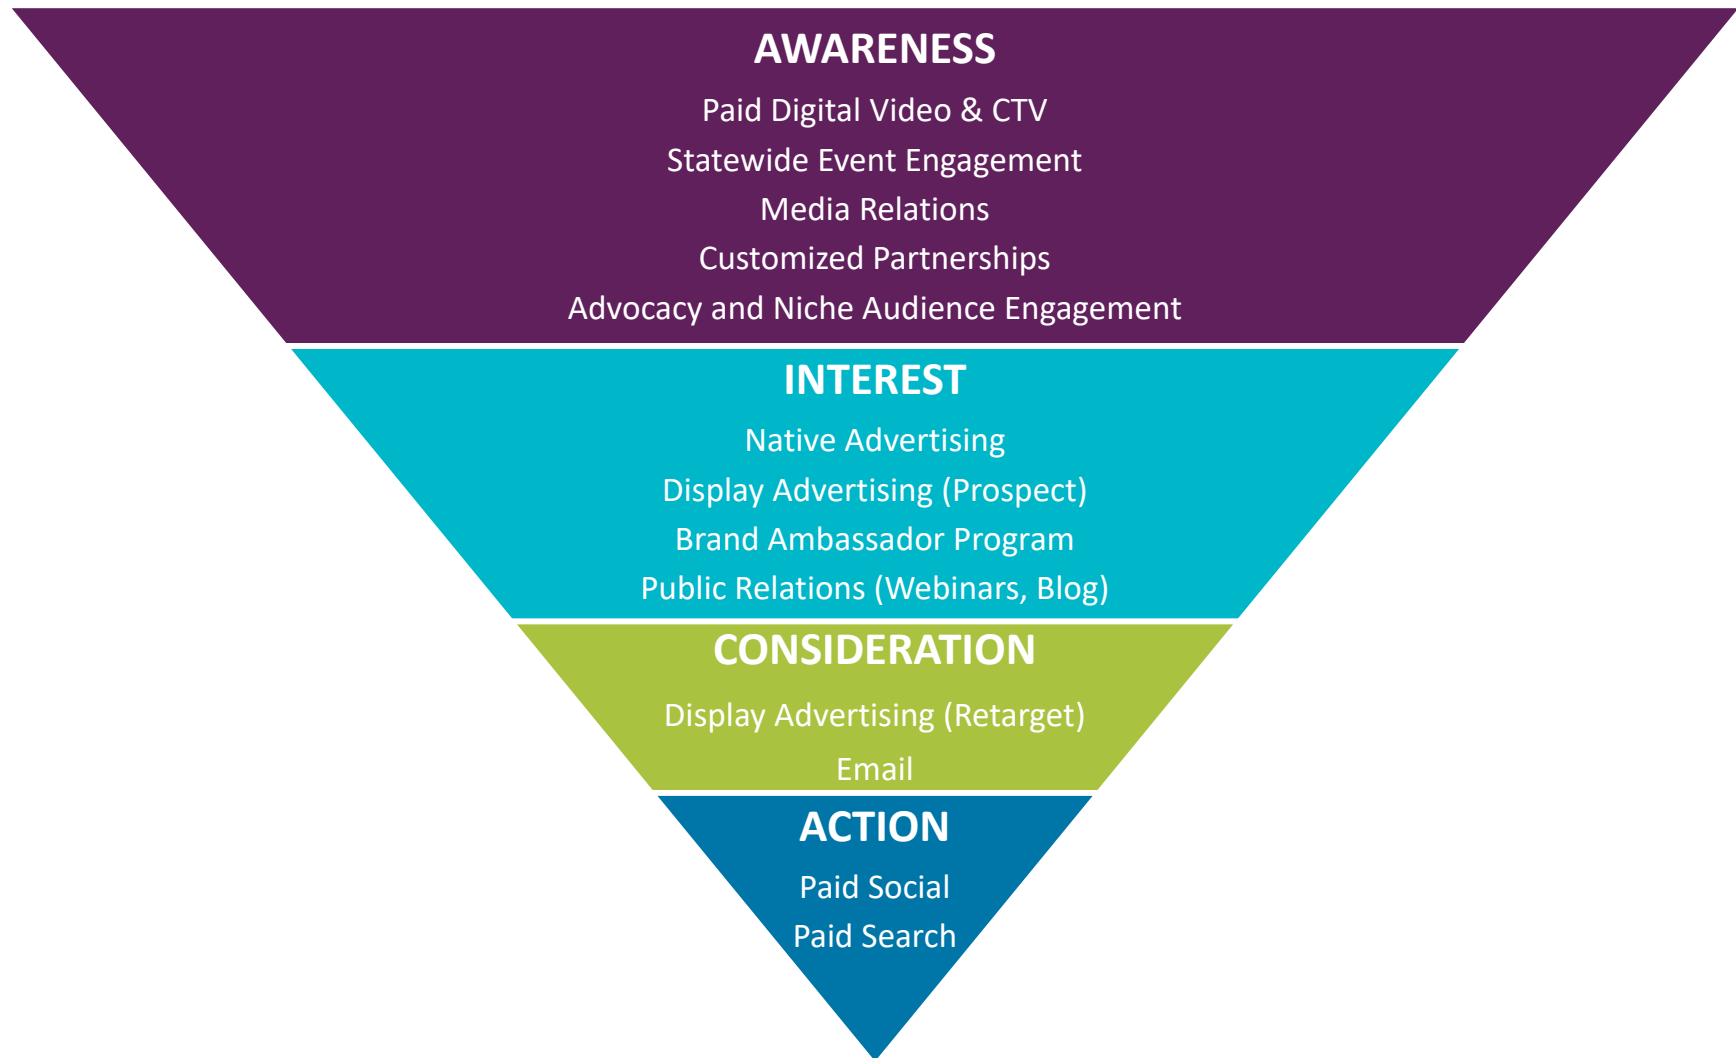 AWARENESS
Paid Digital Video & CTV
Statewide Event Engagement
Media Relations
Customized Partnerships
Advocacy and Niche Audience Engagement
INTEREST
Native Advertising
Display Advertising (Prospect)
Brand Ambassador Program
Public Relations (Webinars, Blog)
CONSIDERATION
Display Advertising (Retarget)
Email
ACTION
Paid Social
Paid Search